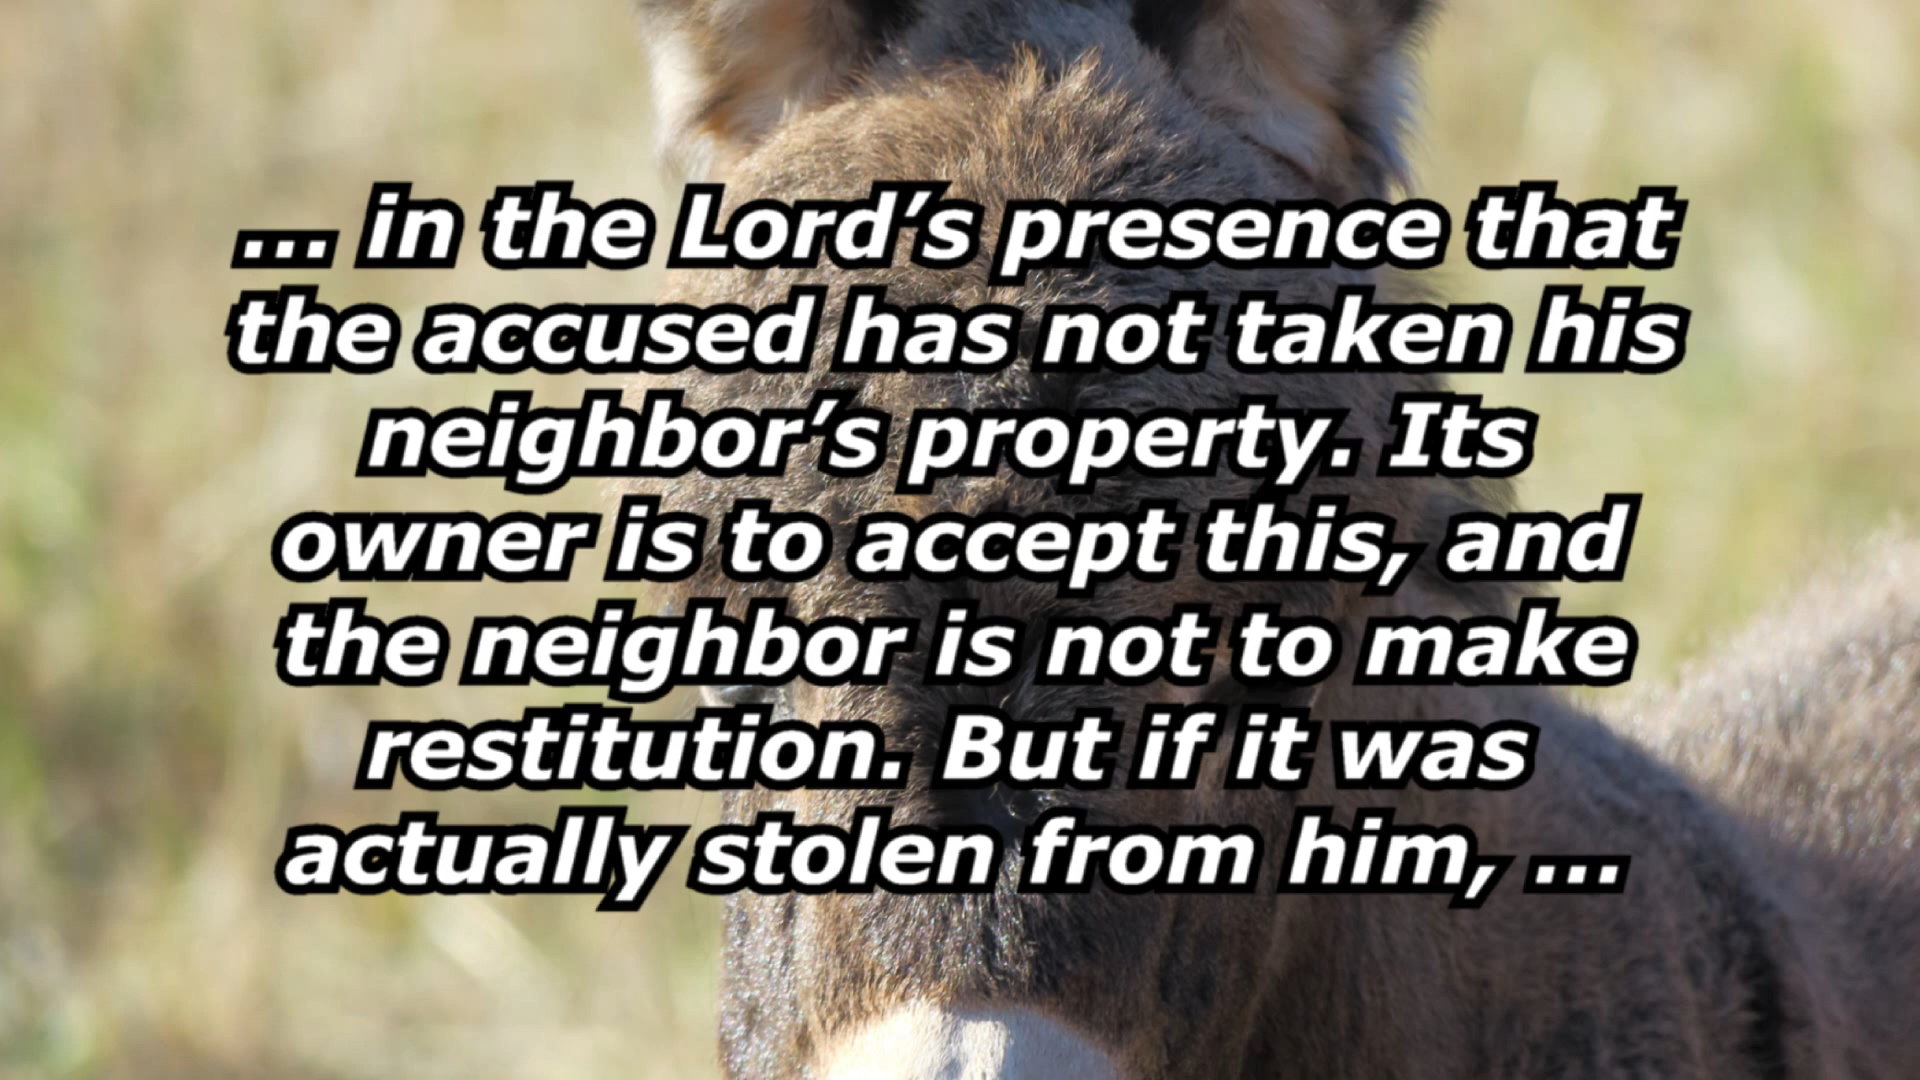 ... in the Lord’s presence that
the accused has not taken his
neighbor’s property. Its
owner is to accept this, and
the neighbor is not to make
restitution. But if it was
actually stolen from him, ...